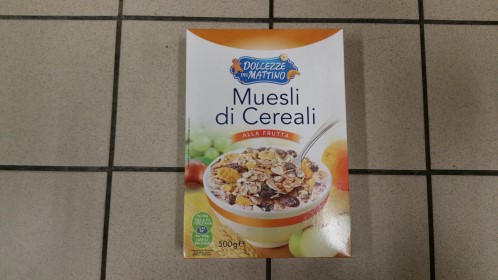 DOLCEZZE
DEL MATTINO
Muesli
di Cereali
ALLA FRUTTA
500g e